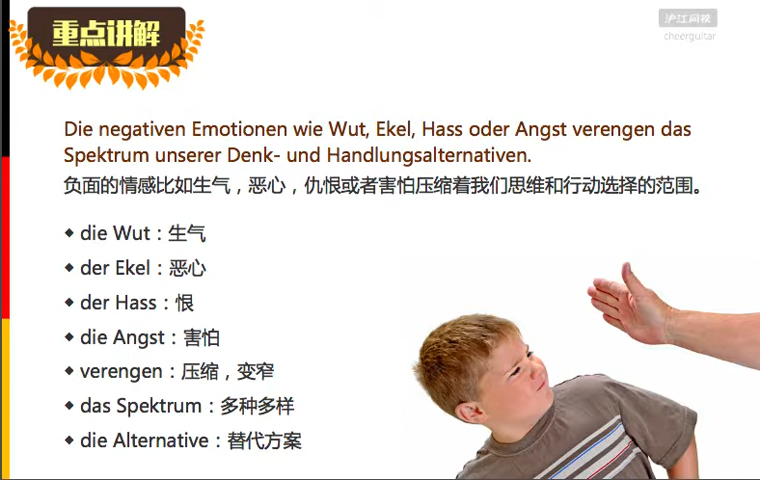 重点讲解
沪江网校
cheerguitar
Die negativen Emotionen wie Wut, Ekel, Hass oder Angst verengen das
Spektrum unserer Denk- und Handlungsalternativen.
负面的情感比如生气，恶心，仇恨或者害怕压缩着我们思维和行动选择的范围。
◆ die Wut：生气
◆ der Ekel：恶心
◆ der Hass：恨
◆ die Angst：害怕
◆ verengen：压缩，变窄
◆ das Spektrum：多种多样
◆ die Alternative：替代方案